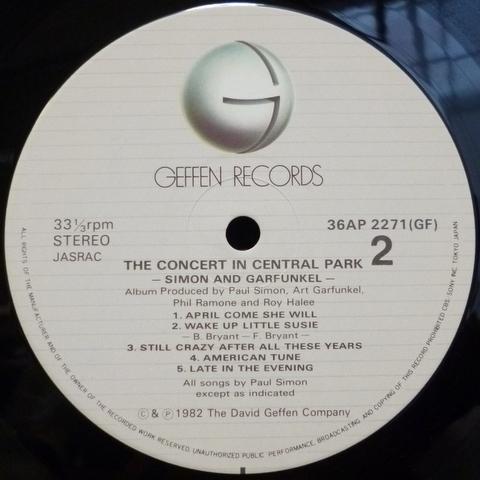 GEFFEN RECORDS
33 1/3 rpm
STEREO
JASRAC
36AP 2271(GF)
2
THE CONCERT IN CENTRAL PARK
— SIMON AND GARFUNKEL —
Album Produced by Paul Simon, Art Garfunkel,
Phil Ramone and Roy Halee
1. APRIL COME SHE WILL
2. WAKE UP LITTLE SUSIE
— B. Bryant — F. Bryant —
3. STILL CRAZY AFTER ALL THESE YEARS
4. AMERICAN TUNE
5. LATE IN THE EVENING
All songs by Paul Simon
except as indicated
© & ℗ 1982 The David Geffen Company
ALL RIGHTS OF THE MANUFACTURER AND OF THE OWNER OF THE RECORDED WORK RESERVED. UNAUTHORIZED PUBLIC PERFORMANCE, BROADCASTING AND COPYING OF THIS RECORD PROHIBITED. CBS/SONY INC. TOKYO JAPAN